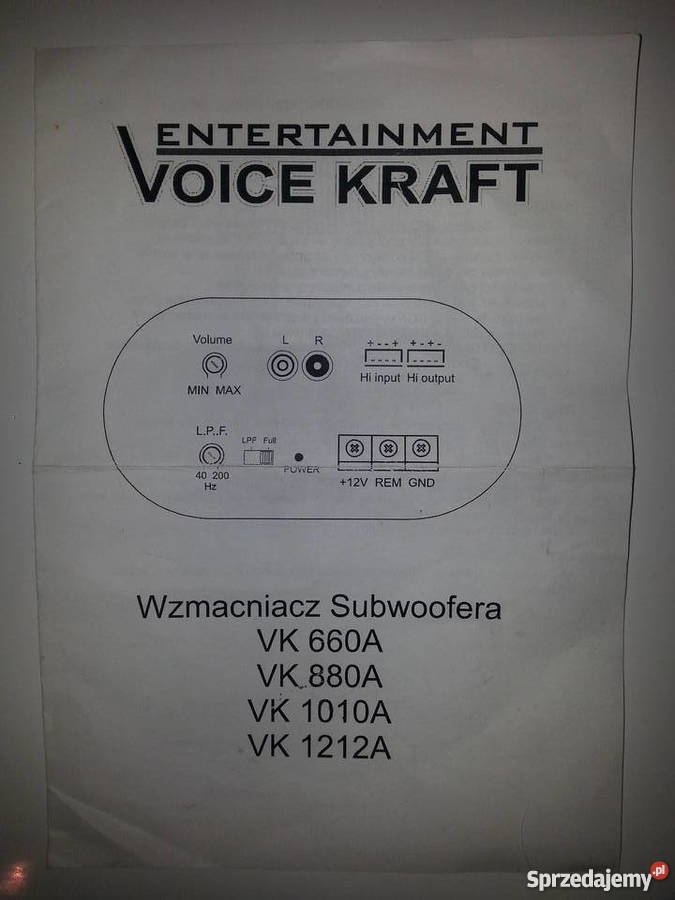 ENTERTAINMENT
VOICE KRAFT
Volume
L R
+ - - + + - + -
MIN MAX
Hi input Hi output
L.P..F.
LPF Full
POWER
40 200
Hz
+12V REM GND
Wzmacniacz Subwoofera
VK 660A
VK 880A
VK 1010A
VK 1212A
Sprzedajemy.pl